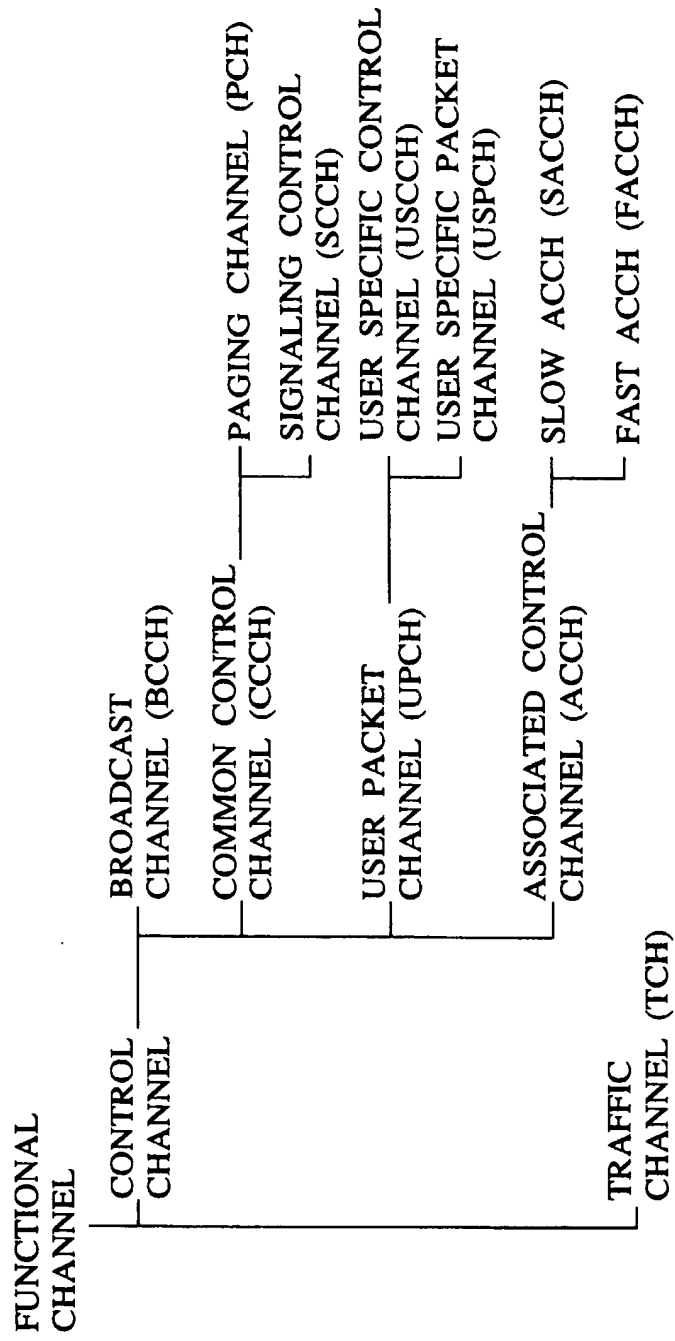 FUNCTIONAL
CHANNEL
CONTROL
CHANNEL
BROADCAST
CHANNEL (BCCH)
COMMON CONTROL
CHANNEL (CCCH)
PAGING CHANNEL (PCH)
SIGNALING CONTROL
CHANNEL (SCCH)
USER PACKET
CHANNEL (UPCH)
USER SPECIFIC CONTROL
CHANNEL (USCCH)
USER SPECIFIC PACKET
CHANNEL (USPCH)
ASSOCIATED CONTROL
CHANNEL (ACCH)
SLOW ACCH (SACCH)
FAST ACCH (FACCH)
TRAFFIC
CHANNEL (TCH)